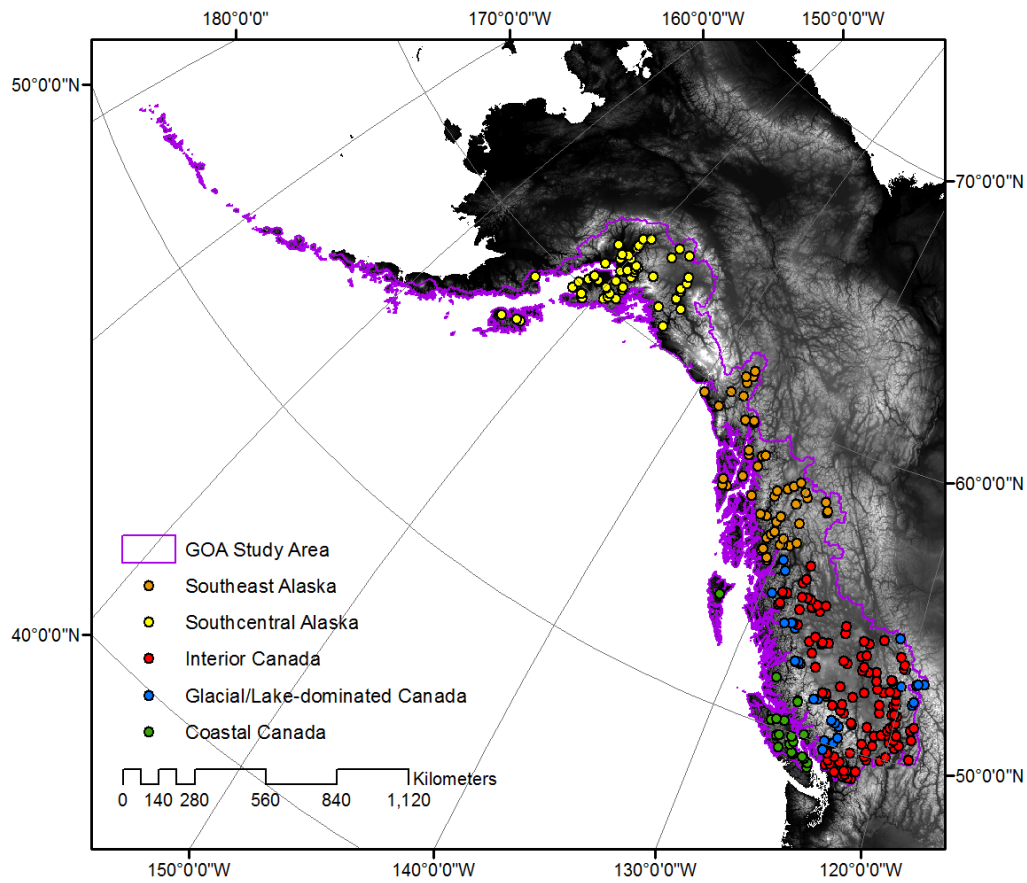 180°0'0"
170°0'0"W
160°0'0"W
150°0'0"W
50°0'0"N
70°0'0"N
60°0'0"N
GOA Study Area
Southeast Alaska
Southcentral Alaska
40°0'0"N
Interior Canada
Glacial/Lake-dominated Canada
Coastal Canada
Kilometers
50°0'0"N
0 140 280 560 840 1,120
150°0'0"W
140°0'0"W
130°0'0"W
120°0'0"W